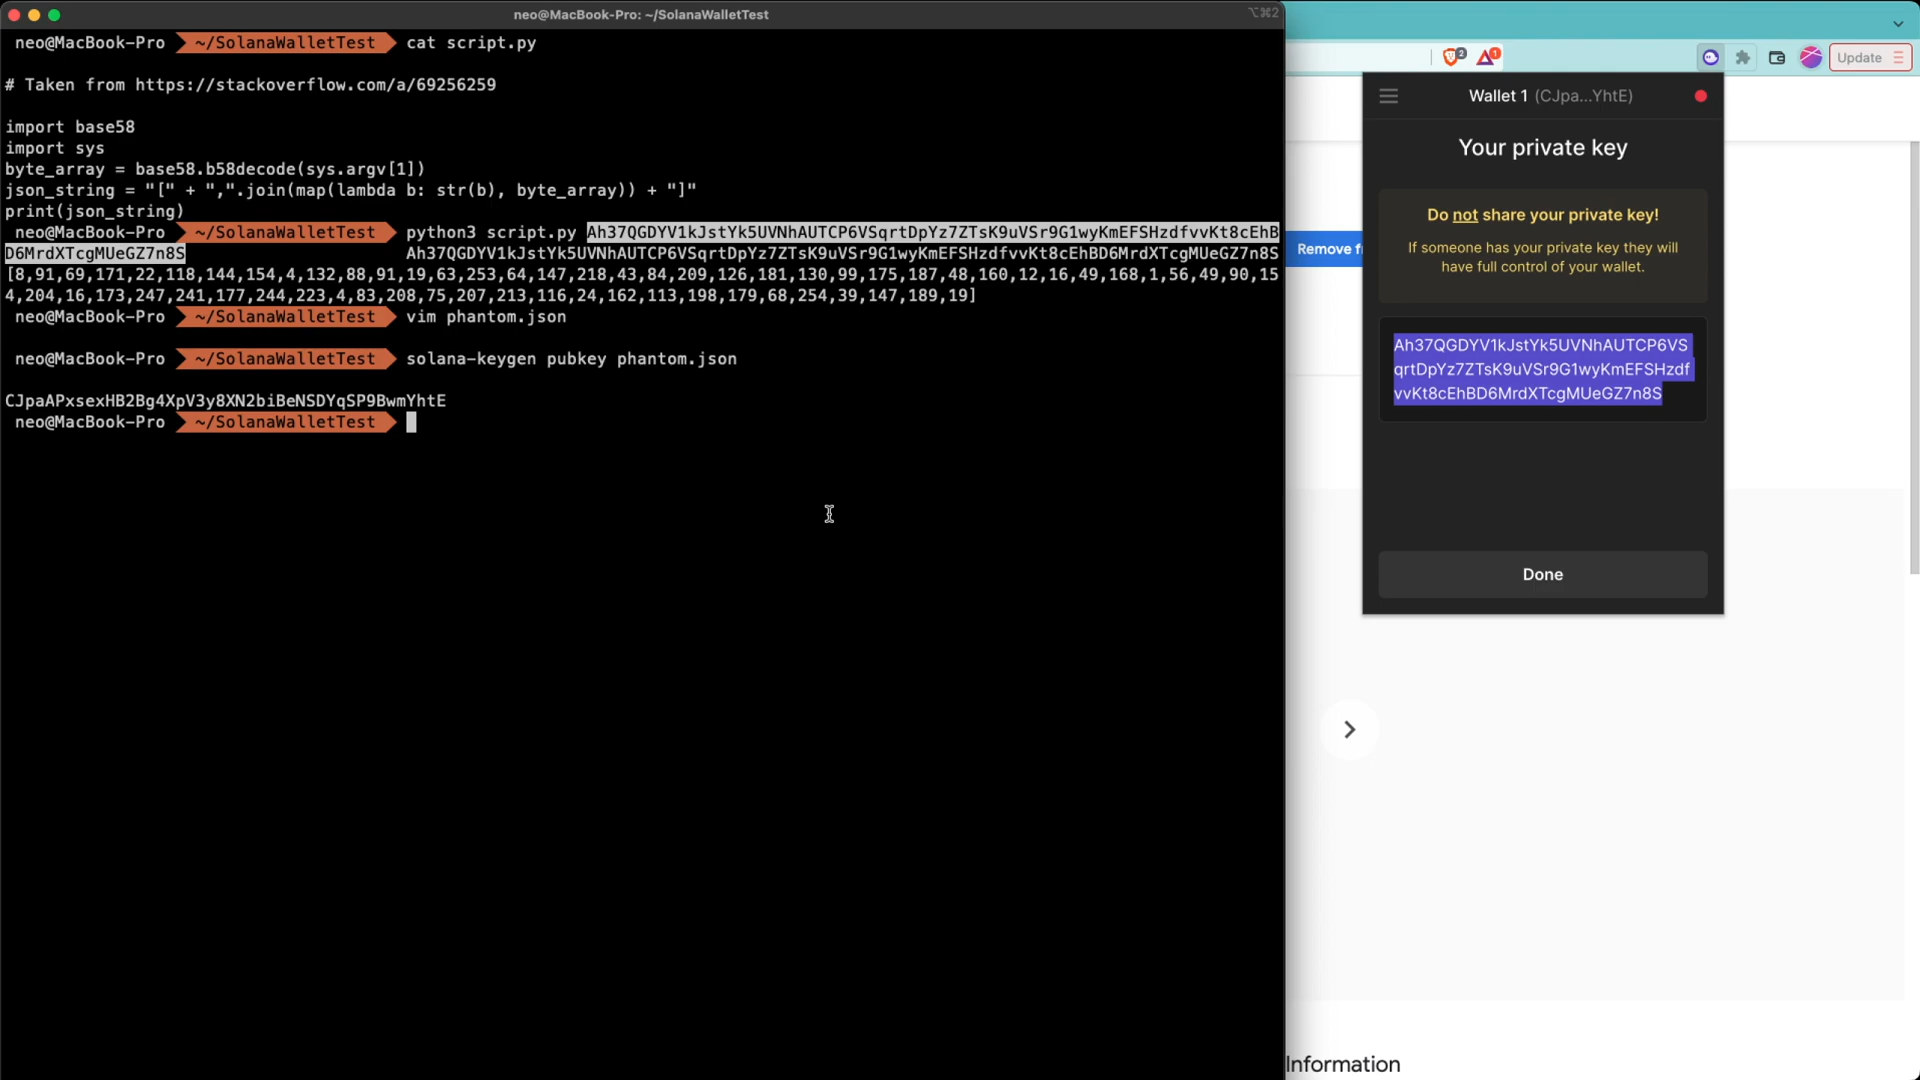 neo@MacBook-Pro: ~/SolanaWalletTest
⌥⌘2
neo@MacBook-Pro ~/SolanaWalletTest cat script.py
# Taken from https://stackoverflow.com/a/69256259
import base58
import sys
byte_array = base58.b58decode(sys.argv[1])
json_string = "[" + ",".join(map(lambda b: str(b), byte_array)) + "]"
print(json_string)
neo@MacBook-Pro ~/SolanaWalletTest python3 script.py Ah37QGDYV1kJstYk5UVNhAUTCP6VSqrtDpYz7ZTsK9uVSr9G1wyKmEFSHzdfvvKt8cEhB
D6MrdXTcgMUeGZ7n8S Ah37QGDYV1kJstYk5UVNhAUTCP6VSqrtDpYz7ZTsK9uVSr9G1wyKmEFSHzdfvvKt8cEhBD6MrdXTcgMUeGZ7n8S
[8,91,69,171,22,118,144,154,4,132,88,91,19,63,253,64,147,218,43,84,209,126,181,130,99,175,187,48,160,12,16,49,168,1,56,49,90,15
4,204,16,173,247,241,177,244,223,4,83,208,75,207,213,116,24,162,113,198,179,68,254,39,147,189,19]
neo@MacBook-Pro ~/SolanaWalletTest vim phantom.json
neo@MacBook-Pro ~/SolanaWalletTest solana-keygen pubkey phantom.json
CJpaAPxsexHB2Bg4XpV3y8XN2biBeNSDYqSP9BwmYhtE
neo@MacBook-Pro ~/SolanaWalletTest
2
1
Update
Wallet 1 (CJpa...YhtE)
Your private key
Do not share your private key!
If someone has your private key they will
have full control of your wallet.
Ah37QGDYV1kJstYk5UVNhAUTCP6VS
qrtDpYz7ZTsK9uVSr9G1wyKmEFSHzdf
vvKt8cEhBD6MrdXTcgMUeGZ7n8S
Done
Remove f
Information